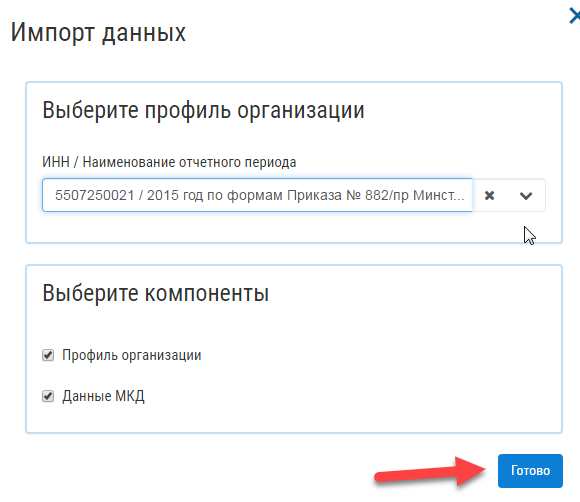 Импорт данных
Выберите профиль организации
ИНН / Наименование отчетного периода
5507250021 / 2015 год по формам Приказа № 882/пр Минст...
Выберите компоненты
Профиль организации
Данные МКД
Готово